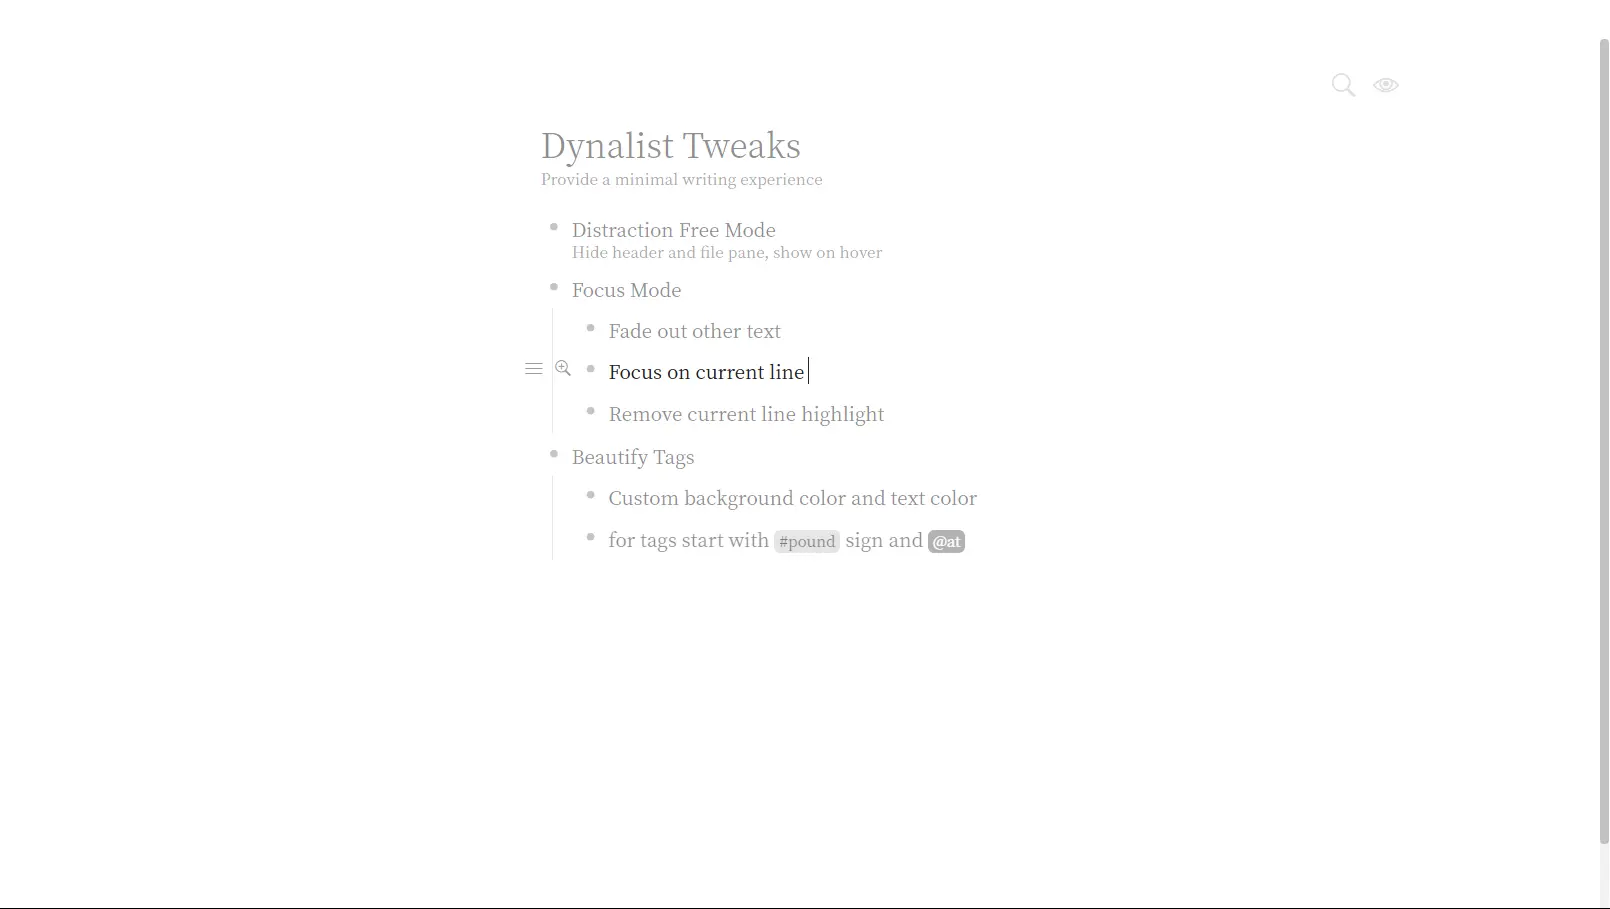 Dynalist Tweaks
Provide a minimal writing experience
Distraction Free Mode
Hide header and file pane, show on hover
Focus Mode
Fade out other text
Focus on current line
Remove current line highlight
Beautify Tags
Custom background color and text color
for tags start with #pound sign and @at